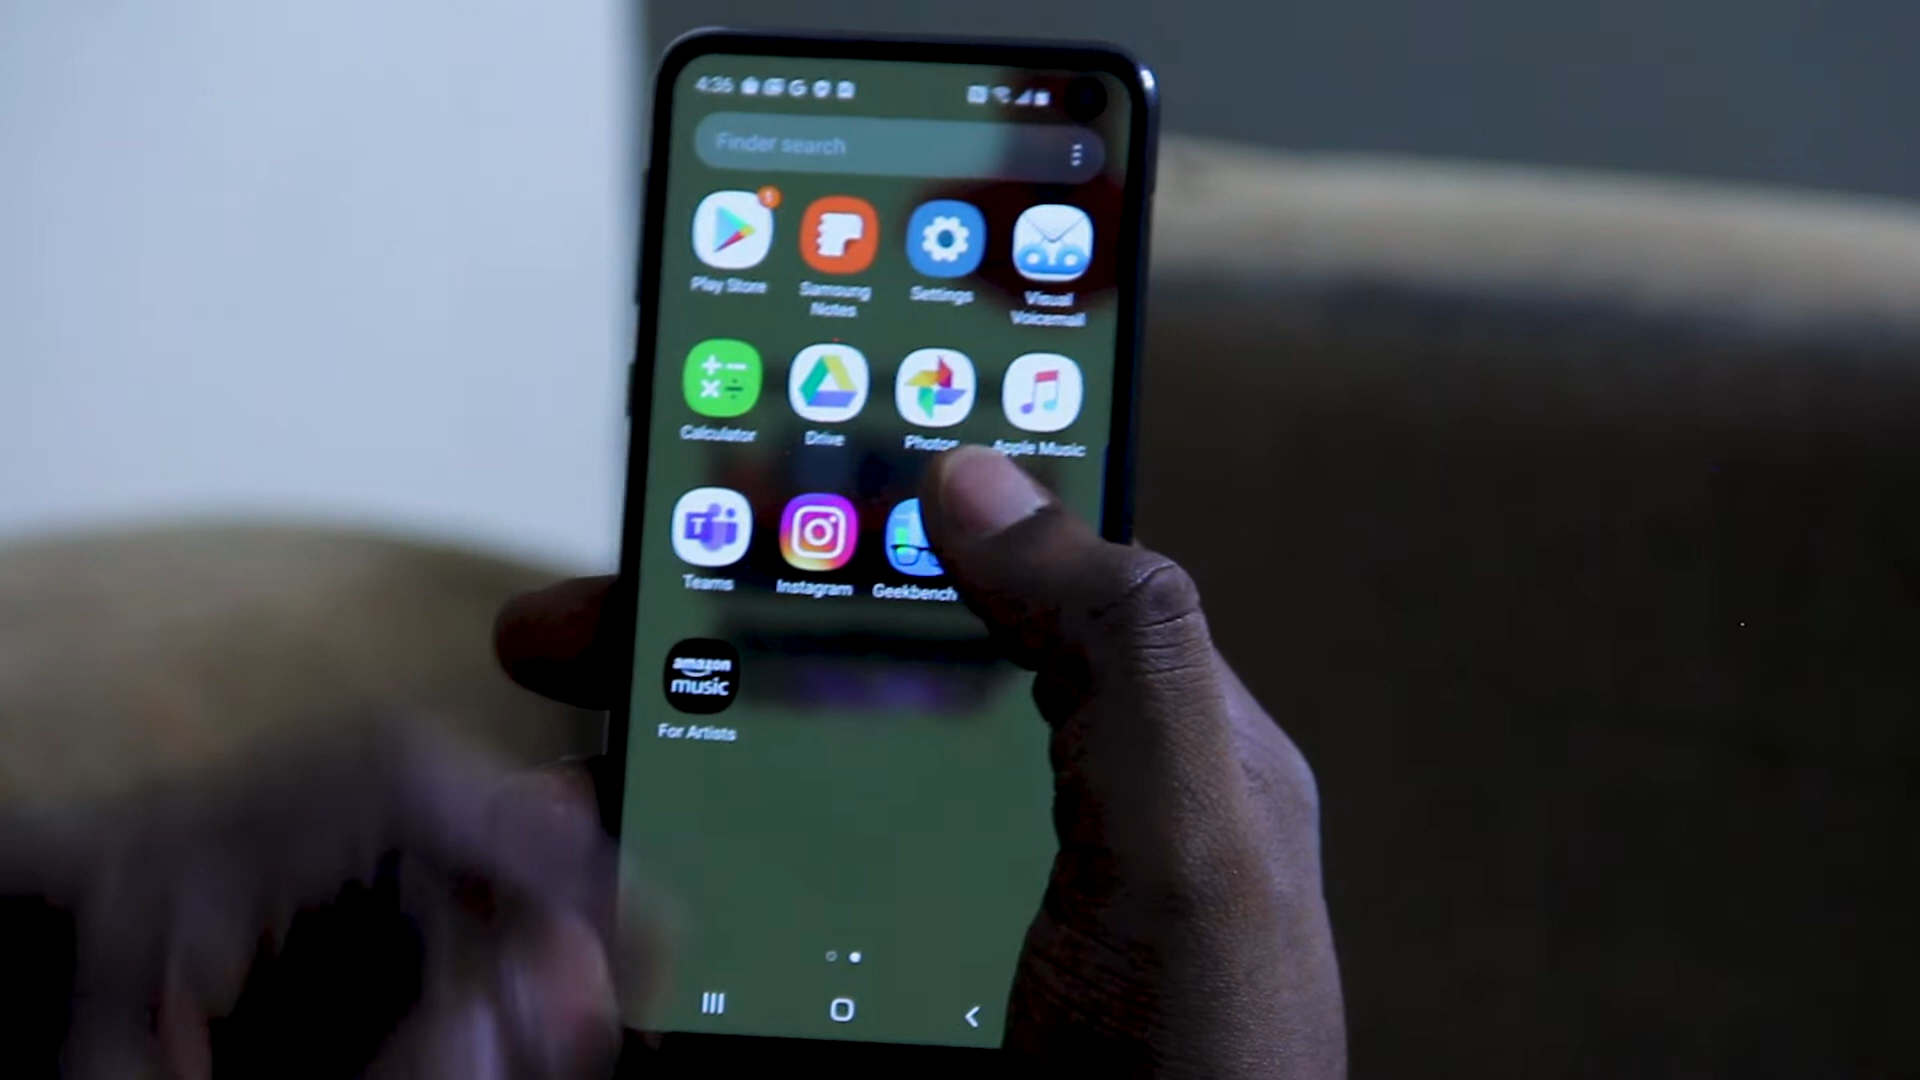 4:36
Finder search
Play Store
Samsung
Notes
Settings
Visual
Voicemail
Calculator
Drive
Photos
Apple Music
T
Teams
Instagram
Geekbench
amazon
music
For Artists